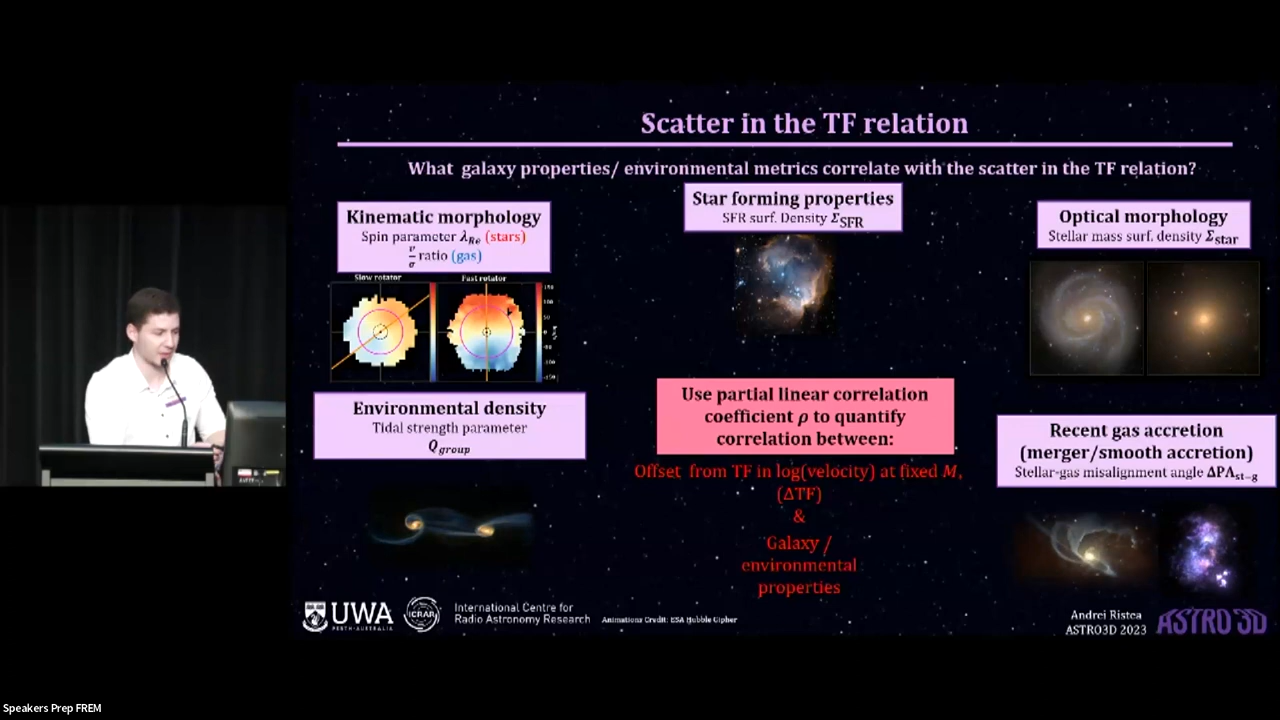 Scatter in the TF relation
What galaxy properties/ environmental metrics correlate with the scatter in the TF relation?
Kinematic morphology
Spin parameter λRe (stars)
v/σ ratio (gas)
Slow rotator
Fast rotator
Star forming properties
SFR surf. Density ΣSFR
Optical morphology
Stellar mass surf. density Σstar
Environmental density
Tidal strength parameter
Qgroup
Use partial linear correlation
coefficient ρ to quantify
correlation between:
Offset from TF in log(velocity) at fixed M,
(ΔTF)
&
Galaxy /
environmental
properties
Recent gas accretion
(merger/smooth accretion)
Stellar-gas misalignment angle ΔPAst−g
UWA
PERTH·AUSTRALIA
ICRAR
International Centre for
Radio Astronomy Research
Animations Credit: ESA Hubble Gipher
Andrei Ristea
ASTRO3D 2023
ASTRO 3D
Speakers Prep FREM